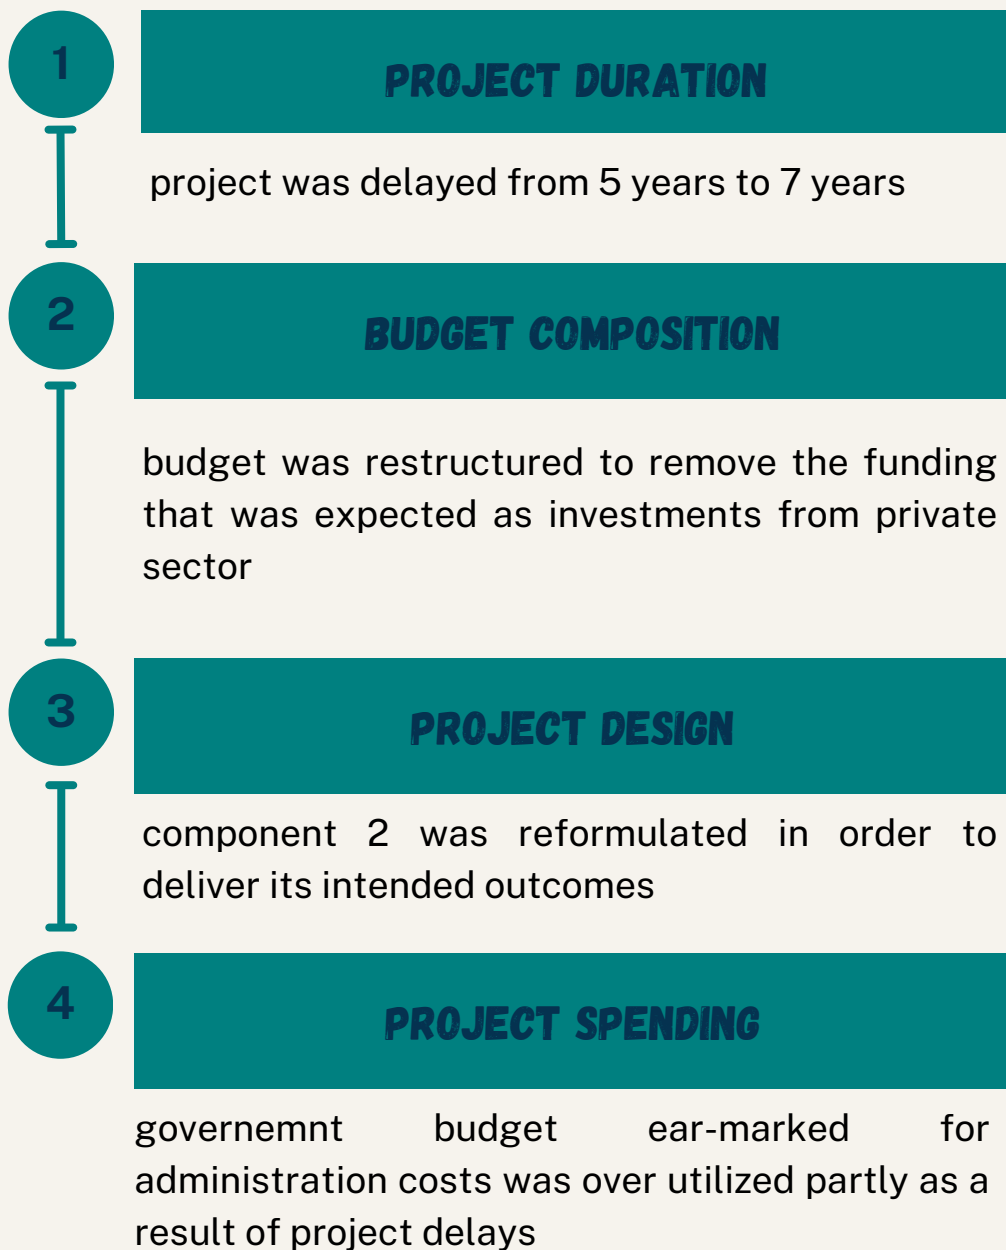 1
PROJECT DURATION
project was delayed from 5 years to 7 years
2
BUDGET COMPOSITION
budget was restructured to remove the funding
that was expected as investments from private
sector
3
PROJECT DESIGN
component 2 was reformulated in order to
deliver its intended outcomes
4
PROJECT SPENDING
governemnt budget ear-marked for
administration costs was over utilized partly as a
result of project delays